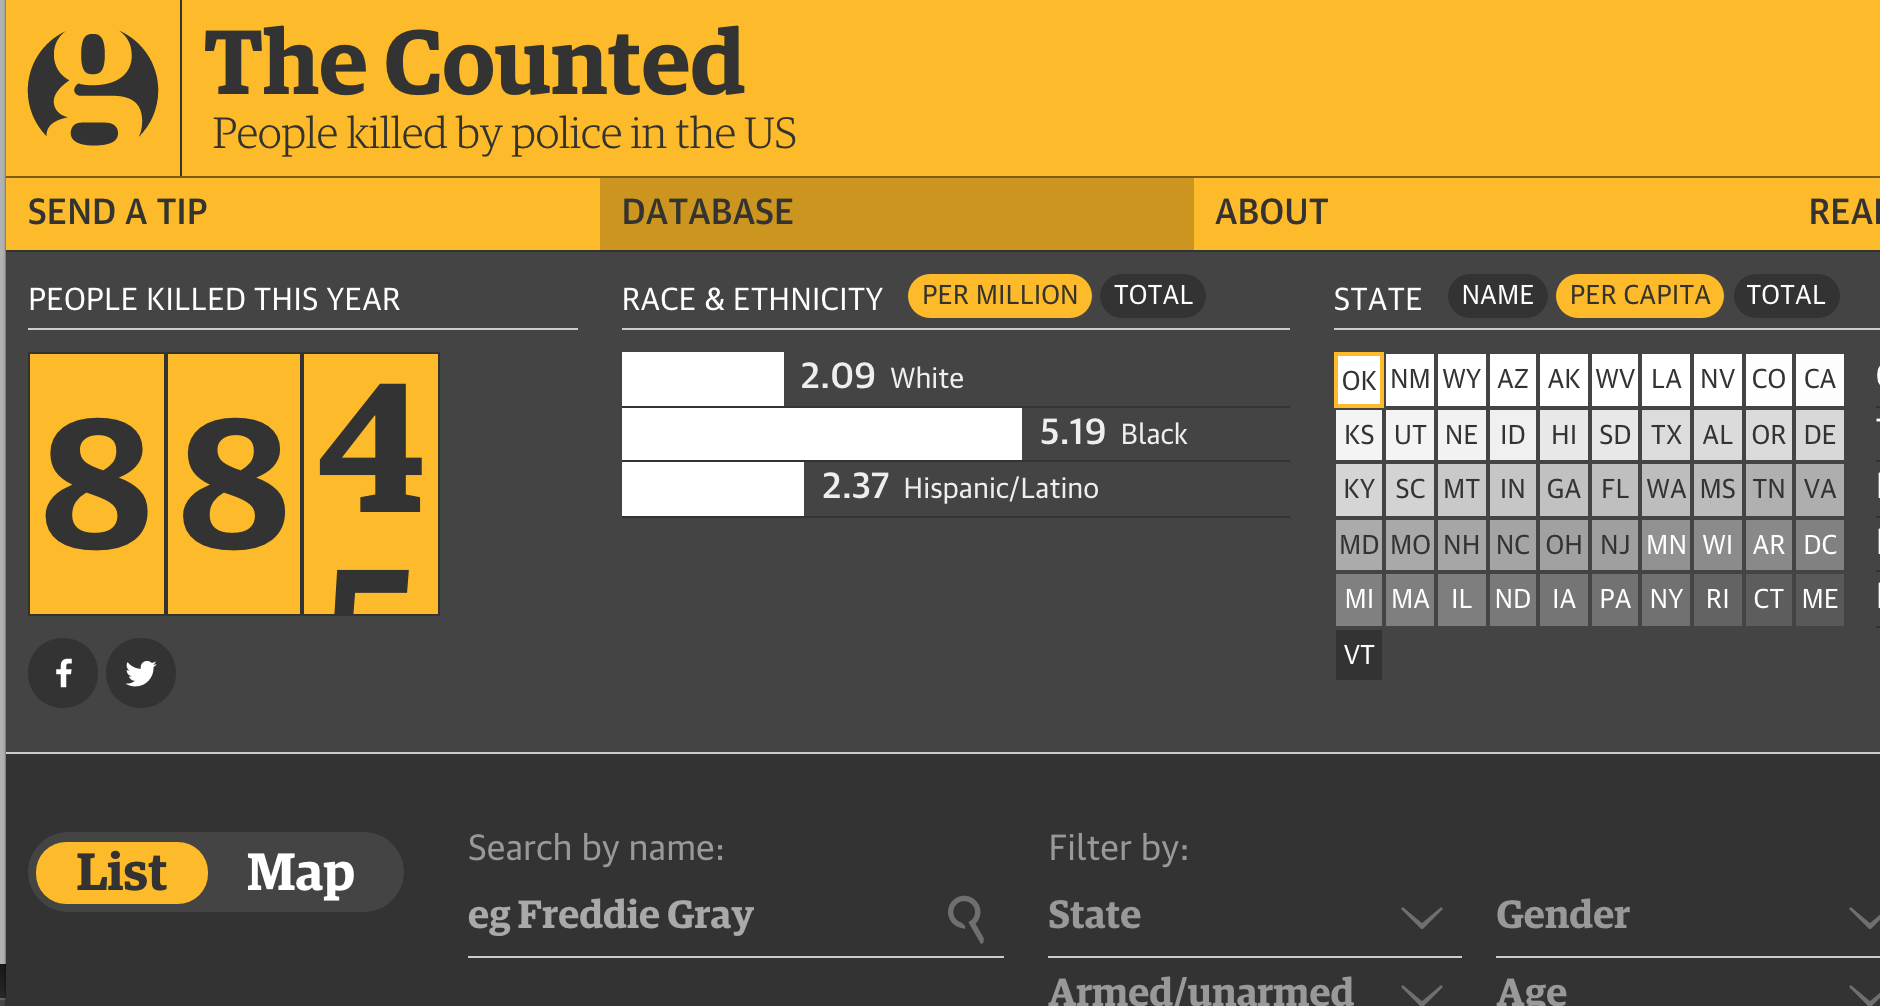 g
The Counted
People killed by police in the US
SEND A TIP
DATABASE
ABOUT
PEOPLE KILLED THIS YEAR
8 8 4
5
RACE & ETHNICITY PER MILLION TOTAL
2.09 White
5.19 Black
2.37 Hispanic/Latino
STATE NAME PER CAPITA TOTAL
OK NM WY AZ AK WV LA NV CO CA
KS UT NE ID HI SD TX AL OR DE
KY SC MT IN GA FL WA MS TN VA
MD MO NH NC OH NJ MN WI AR DC
MI MA IL ND IA PA NY RI CT ME
VT
List Map
Search by name:
eg Freddie Gray
Filter by:
State
Gender
Armed/unarmed
Age